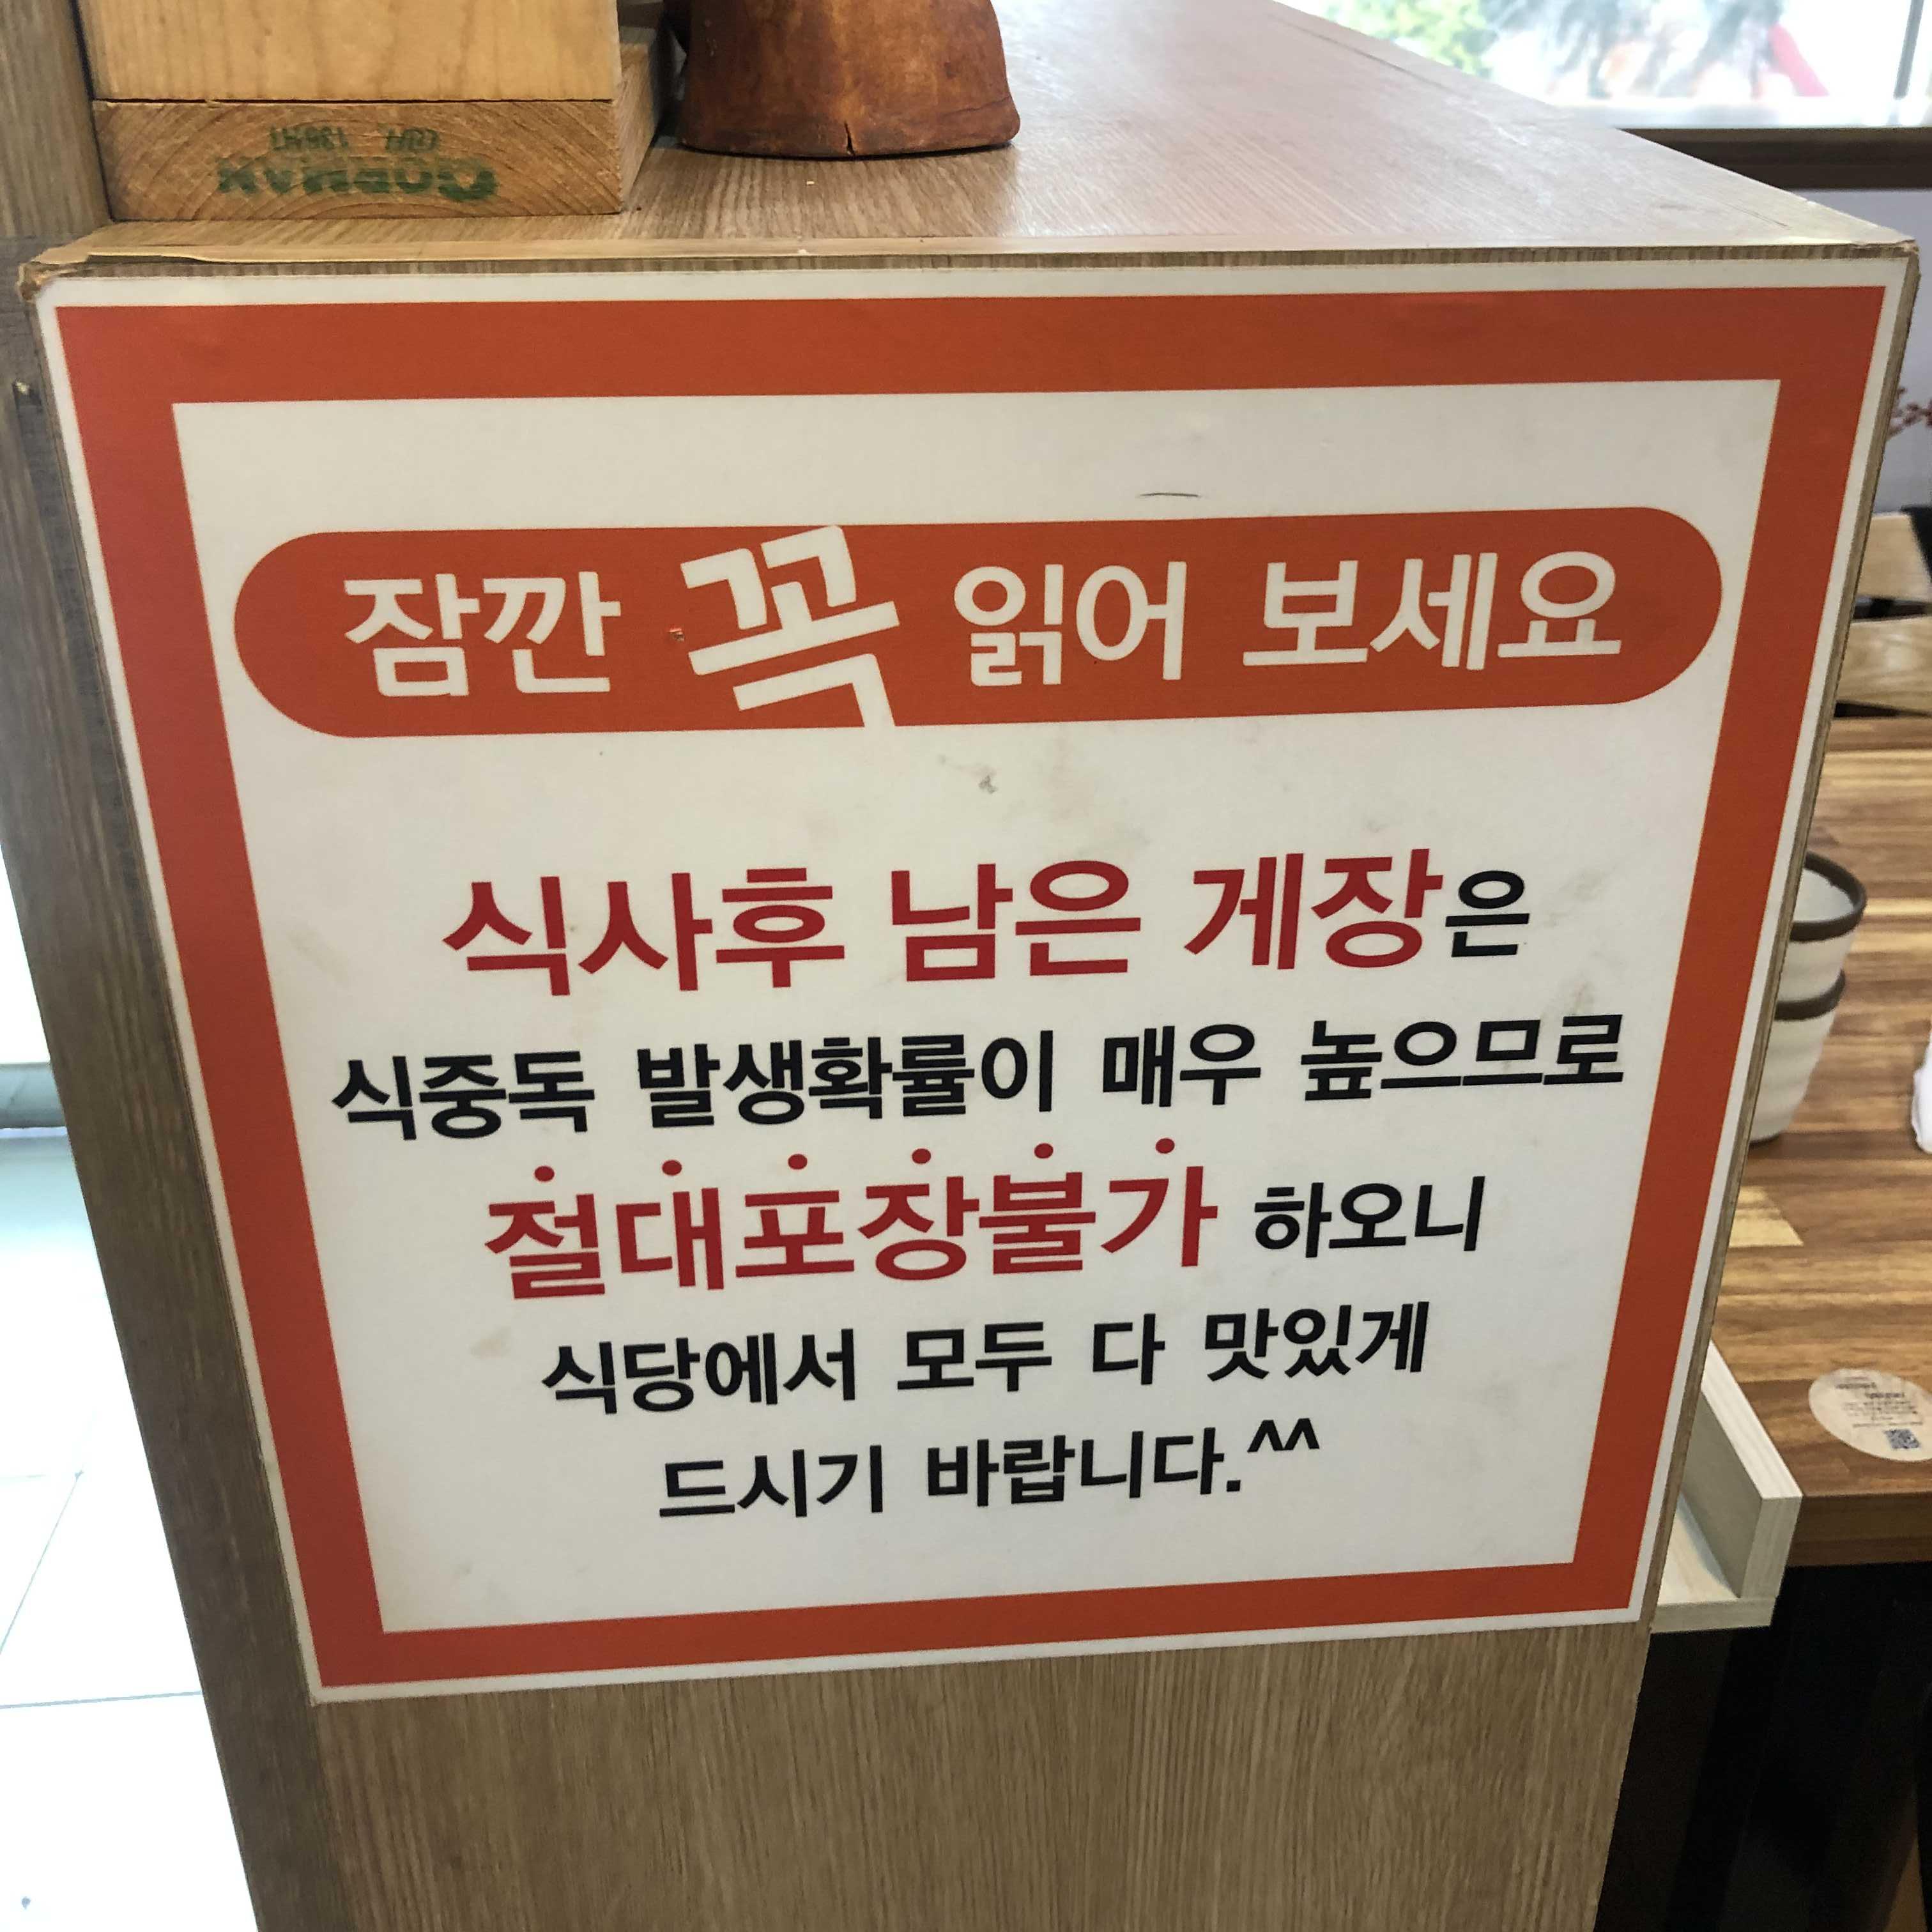 잠깐 꼭 읽어 보세요
식사후 남은 게장은
식중독 발생확률이 매우 높으므로
절대포장불가 하오니
식당에서 모두 다 맛있게
드시기 바랍니다.^^